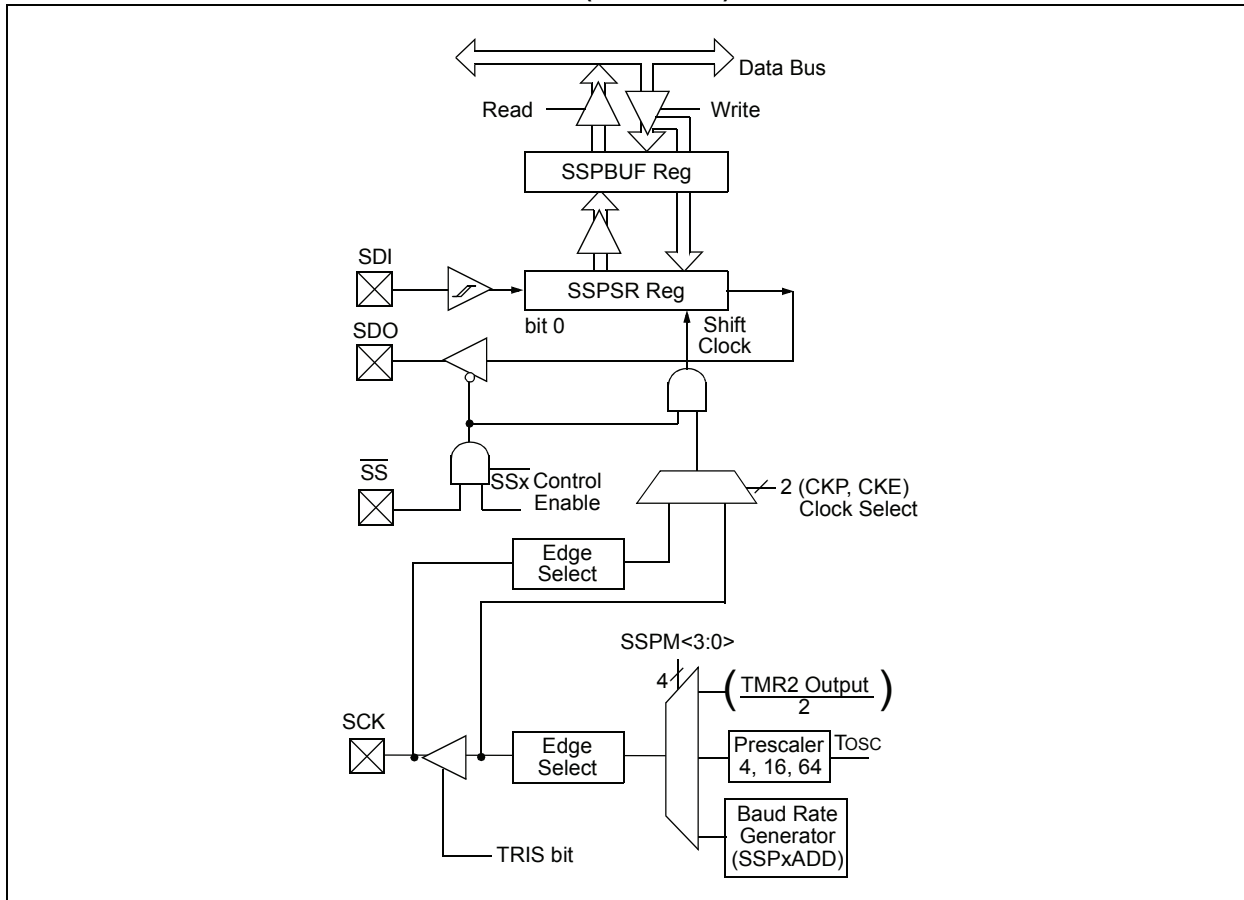 Data Bus
Read
Write
SSPBUF Reg
SDI
SSPSR Reg
bit 0
Shift
Clock
SDO
SS
SSx Control
Enable
2 (CKP, CKE)
Clock Select
Edge
Select
SSPM<3:0>
4
(TMR2 Output)
2
SCK
Edge
Select
Prescaler
4, 16, 64
TOSC
Baud Rate
Generator
(SSPxADD)
TRIS bit